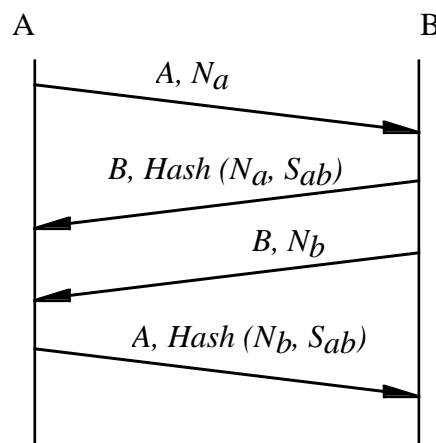 A B
A, Na
B, Hash (Na, Sab)
B, Nb
A, Hash (Nb, Sab)